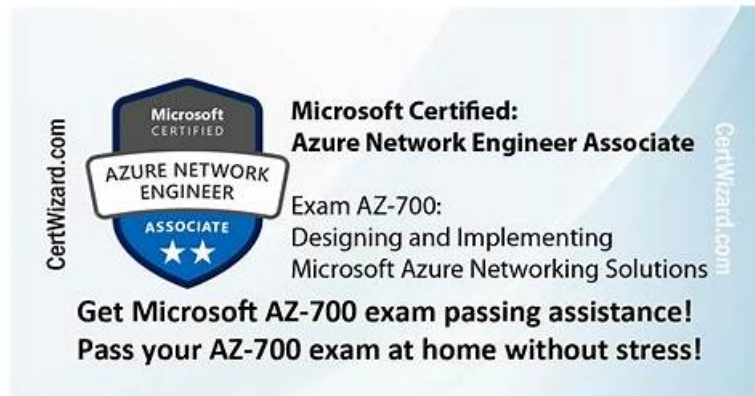 CertWizard.com
Microsoft
CERTIFIED
AZURE NETWORK
ENGINEER
ASSOCIATE
Microsoft Certified:
Azure Network Engineer Associate
Exam AZ-700:
Designing and Implementing
Microsoft Azure Networking Solutions
CertWizard.com
Get Microsoft AZ-700 exam passing assistance!
Pass your AZ-700 exam at home without stress!